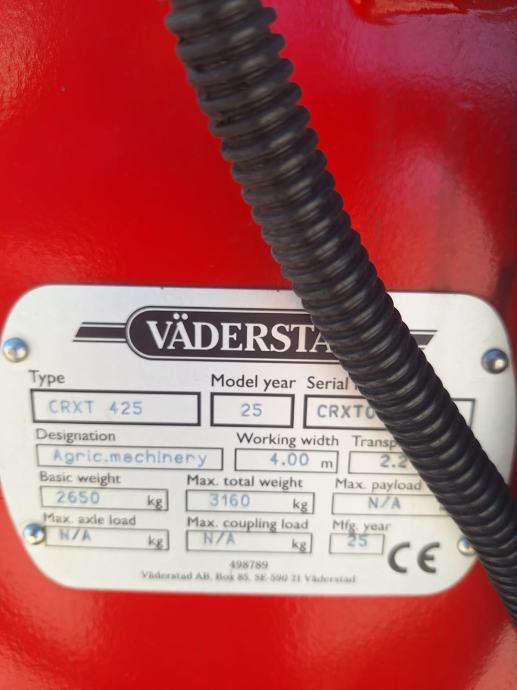 VÄDERSTA
Type Model year Serial
CRXT 425 25 CRXT
Designation Working width Transp
Agric.machinery 4.00 m 2.2
Basic weight Max. total weight Max. payload
2650 kg 3160 kg N/A
Max. axle load Max. coupling load Mfg. year
N/A kg N/A kg 25 CE
498789
Väderstad AB, Box 85, SE-590 21 Väderstad